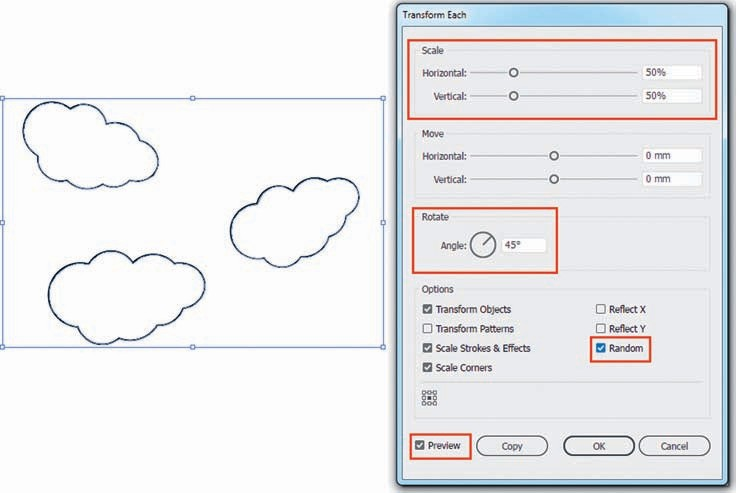 Transform Each
Scale
Horizontal: 50%
Vertical: 50%
Move
Horizontal: 0 mm
Vertical: 0 mm
Rotate
Angle: 45°
Options
Transform Objects Reflect X
Transform Patterns Reflect Y
Scale Strokes & Effects Random
Scale Corners
Preview Copy OK Cancel